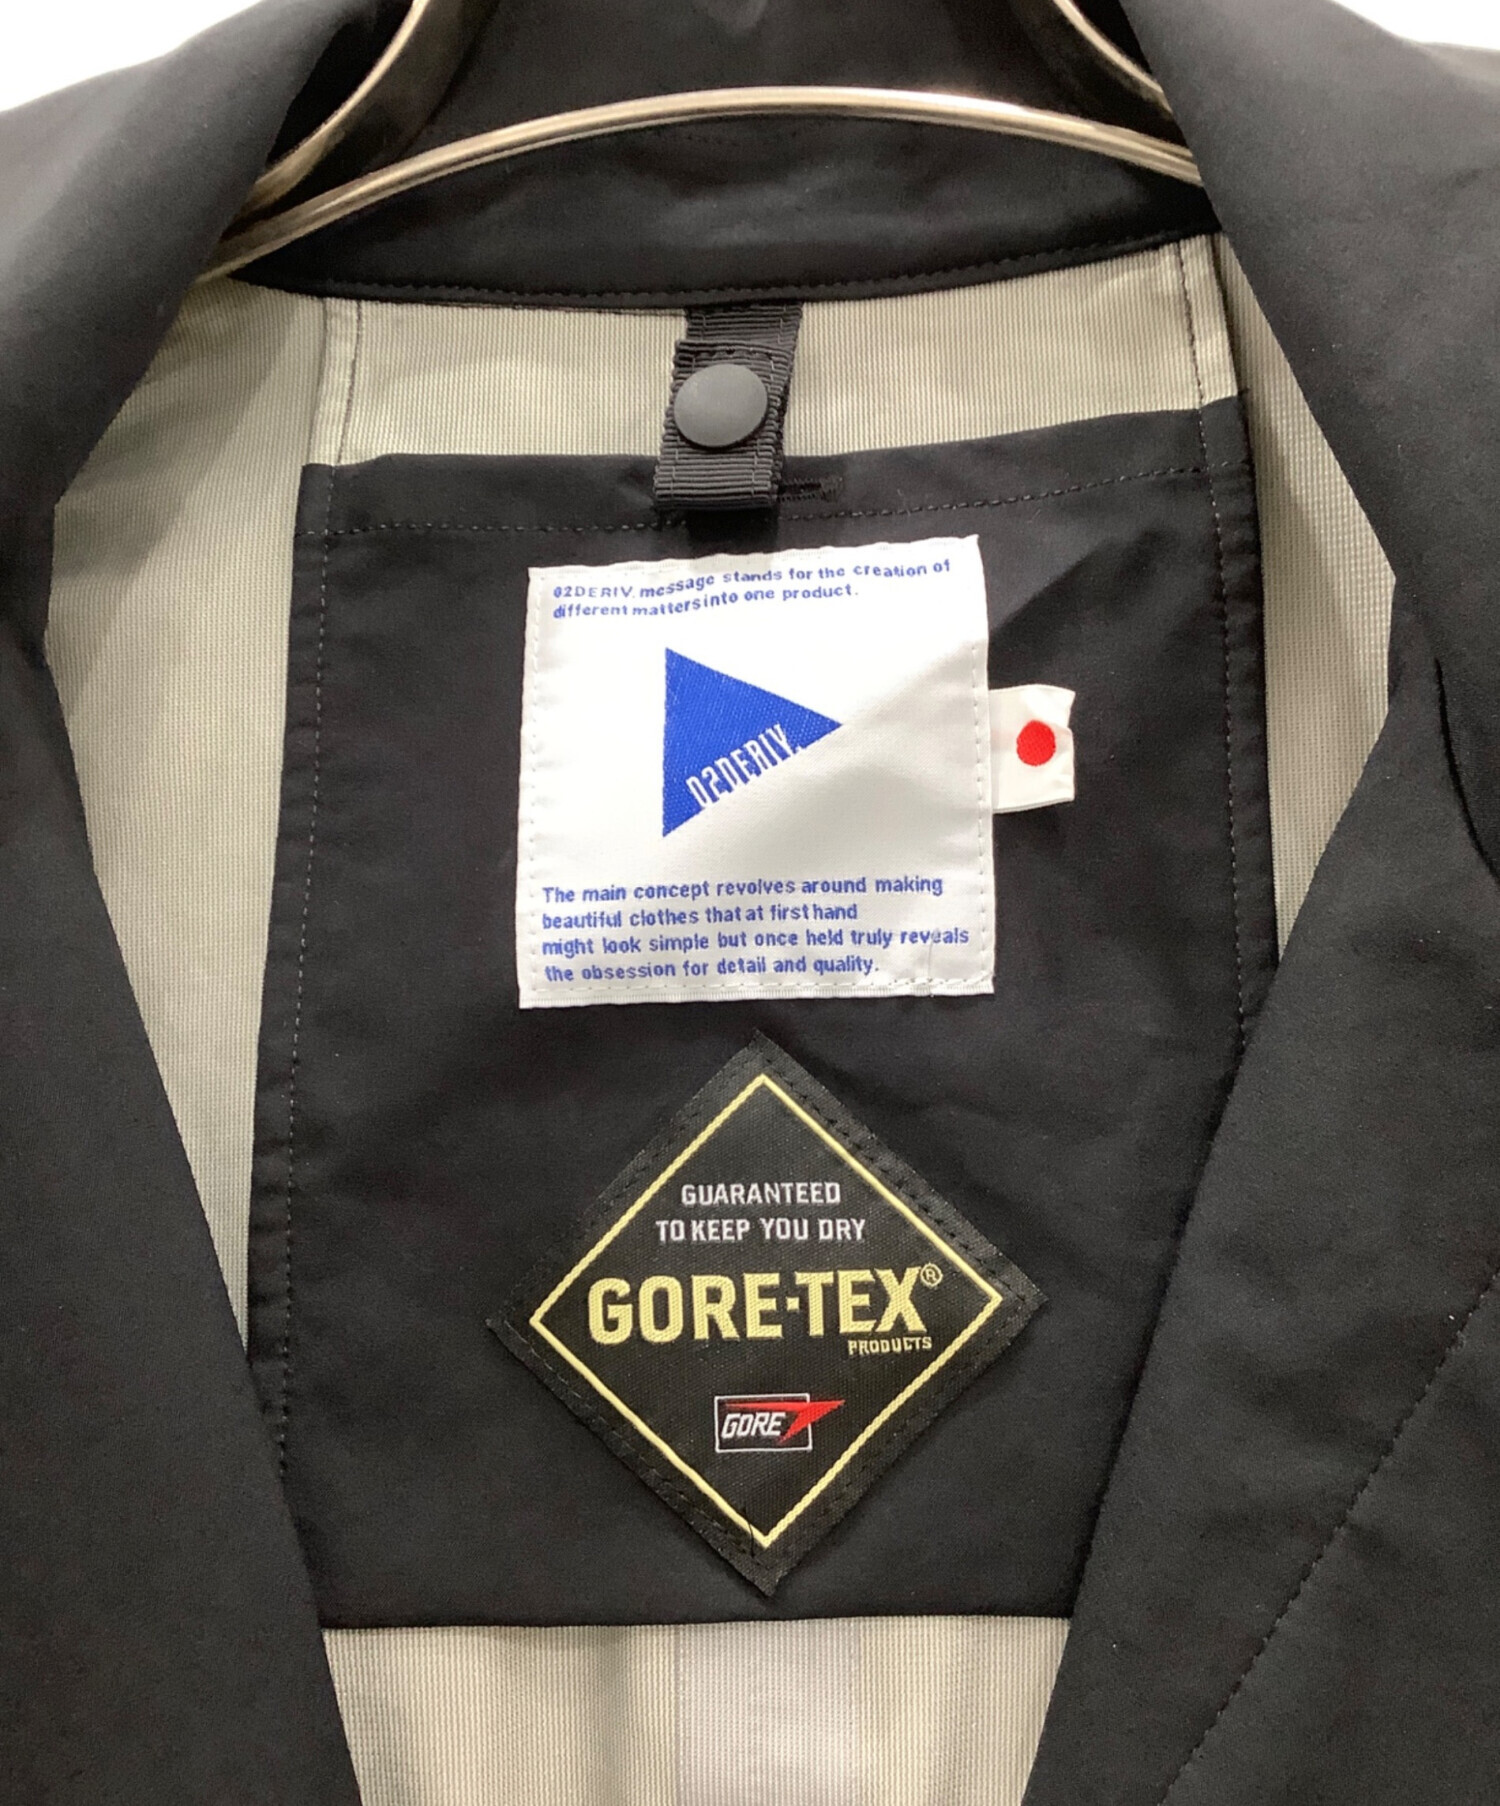 02DERIV. message stands for the creation of
different matters into one product.
02DERIV.
The main concept revolves around making
beautiful clothes that at first hand
might look simple but once held truly reveals
the obsession for detail and quality.
GUARANTEED
TO KEEP YOU DRY
GORE-TEX®
PRODUCTS
GORE